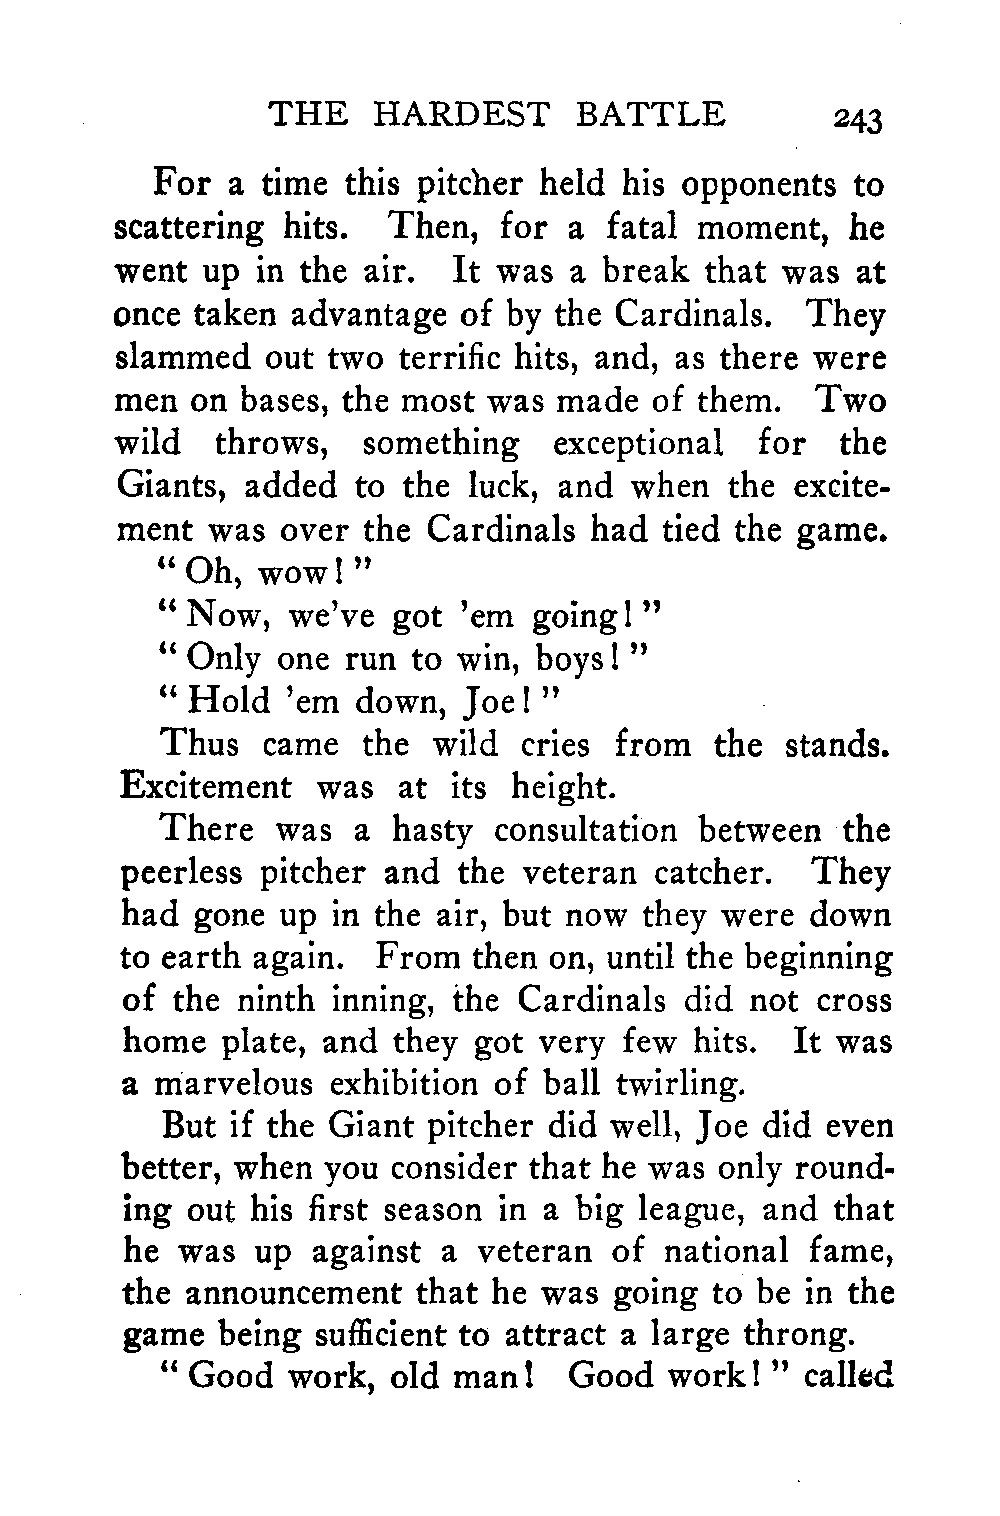 THE HARDEST BATTLE 243
For a time this pitcher held his opponents to
scattering hits. Then, for a fatal moment, he
went up in the air. It was a break that was at
once taken advantage of by the Cardinals. They
slammed out two terrific hits, and, as there were
men on bases, the most was made of them. Two
wild throws, something exceptional for the
Giants, added to the luck, and when the excite-
ment was over the Cardinals had tied the game.
“ Oh, wow! ”
“ Now, we’ve got ’em going! ”
“ Only one run to win, boys! ”
“ Hold ’em down, Joe! ”
Thus came the wild cries from the stands.
Excitement was at its height.
There was a hasty consultation between the
peerless pitcher and the veteran catcher. They
had gone up in the air, but now they were down
to earth again. From then on, until the beginning
of the ninth inning, the Cardinals did not cross
home plate, and they got very few hits. It was
a marvelous exhibition of ball twirling.
But if the Giant pitcher did well, Joe did even
better, when you consider that he was only round-
ing out his first season in a big league, and that
he was up against a veteran of national fame,
the announcement that he was going to be in the
game being sufficient to attract a large throng.
“ Good work, old man! Good work! ” called